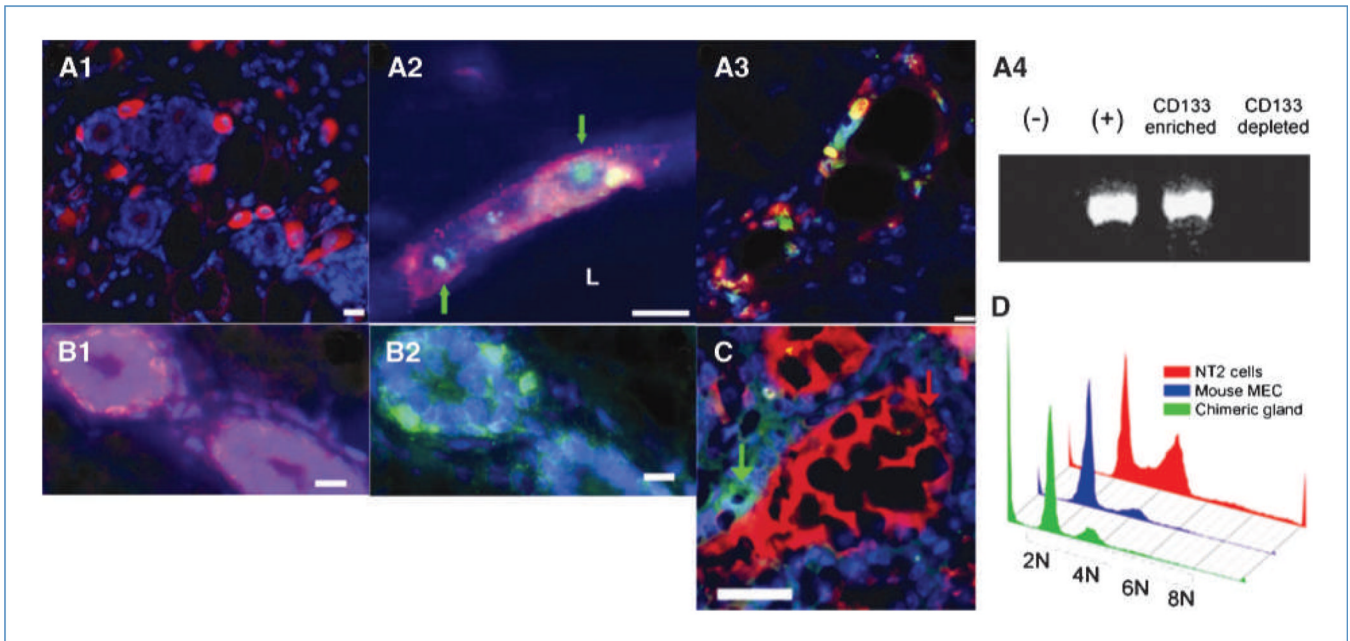 A1
A2
A3
A4
(-)
(+)
CD133
enriched
CD133
depleted
L
B1
B2
C
D
NT2 cells
Mouse MEC
Chimeric gland
2N
4N
6N
8N